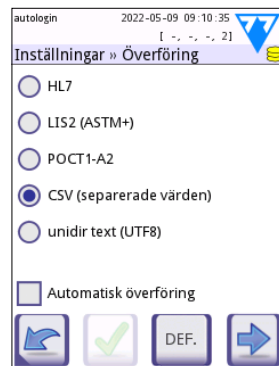 autologin 2022-05-09 09:10:35
[ -, -, -, 2]
Inställningar » Överföring
HL7
LIS2 (ASTM+)
POCT1-A2
CSV (separerade värden)
unidir text (UTF8)
Automatisk överföring
DEF.